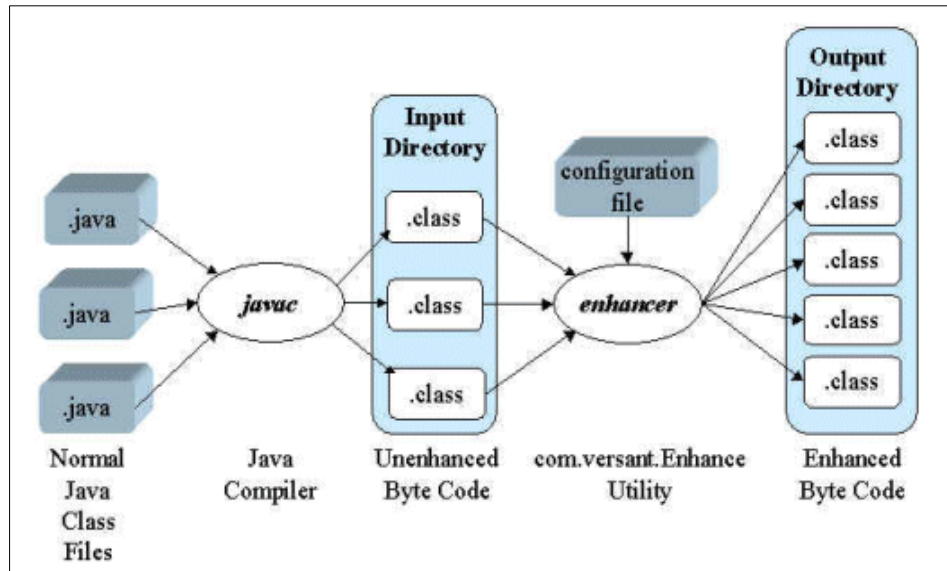 Output
Directory
.class
.class
.class
.class
.class
Input
Directory
.class
.class
.class
configuration
file
.java
.java
.java
javac
enhancer
Normal
Java
Class
Files
Java
Compiler
Unenhanced
Byte Code
com.versant.Enhance
Utility
Enhanced
Byte Code